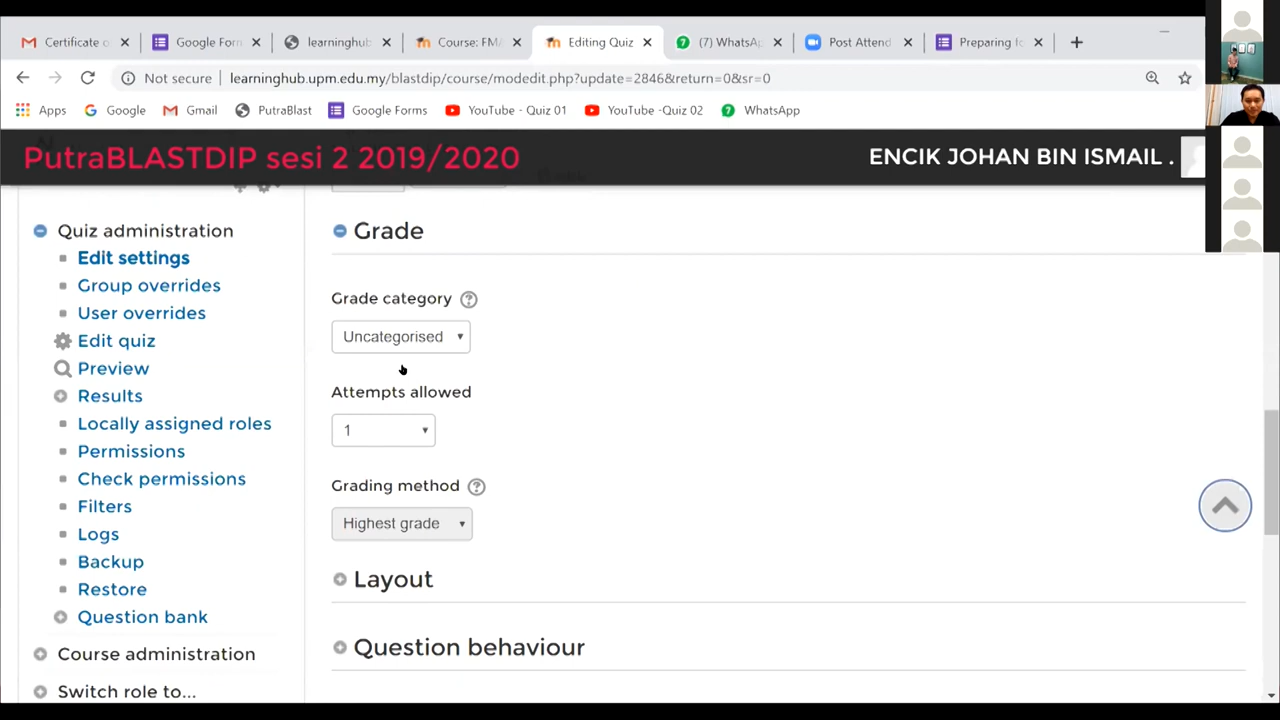 Certificate o
Google For
learninghub
Course: FM
Editing Quiz
(7) WhatsA
Post Attend
Preparing fo
Not secure
learninghub.upm.edu.my/blastdip/course/modedit.php?update=2846&return=0&sr=0
Apps
Google
Gmail
PutraBlast
Google Forms
YouTube - Quiz 01
YouTube -Quiz 02
WhatsApp
PutraBLASTDIP sesi 2 2019/2020
ENCIK JOHAN BIN ISMAIL .
Quiz administration
Edit settings
Group overrides
User overrides
Edit quiz
Preview
Results
Locally assigned roles
Permissions
Check permissions
Filters
Logs
Backup
Restore
Question bank
Course administration
Switch role to...
Grade
Grade category
Uncategorised
Attempts allowed
1
Grading method
Highest grade
Layout
Question behaviour